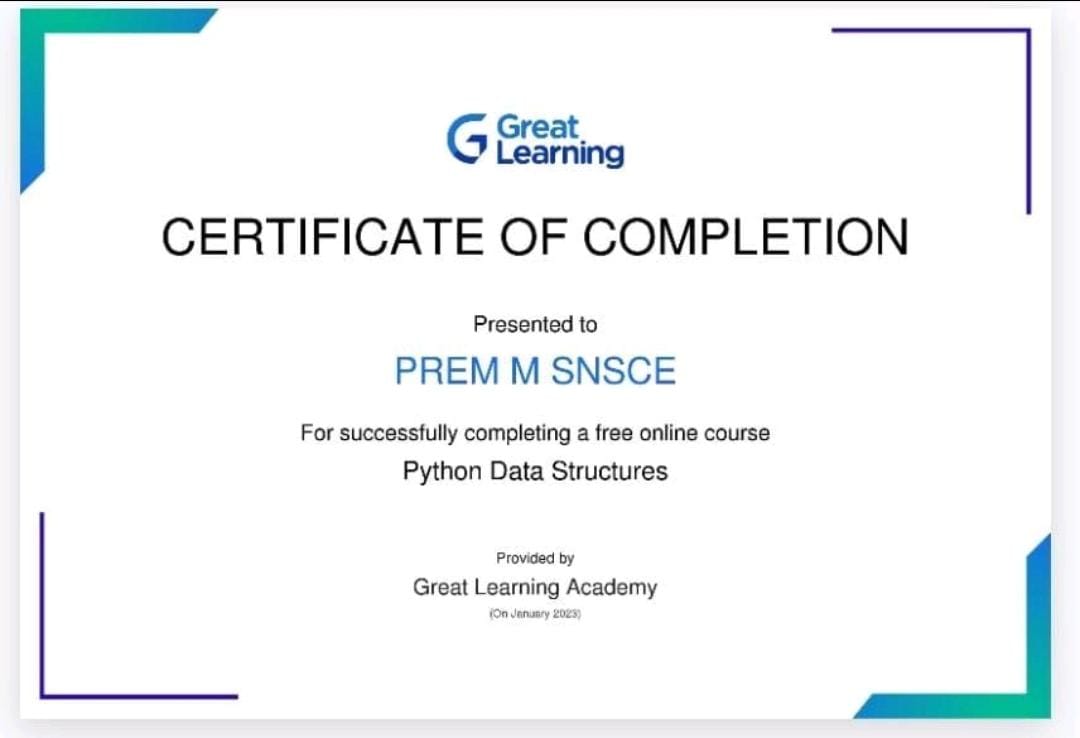 Great
Learning
CERTIFICATE OF COMPLETION
Presented to
PREM M SNSCE
For successfully completing a free online course
Python Data Structures
Provided by
Great Learning Academy
(On January 2023)